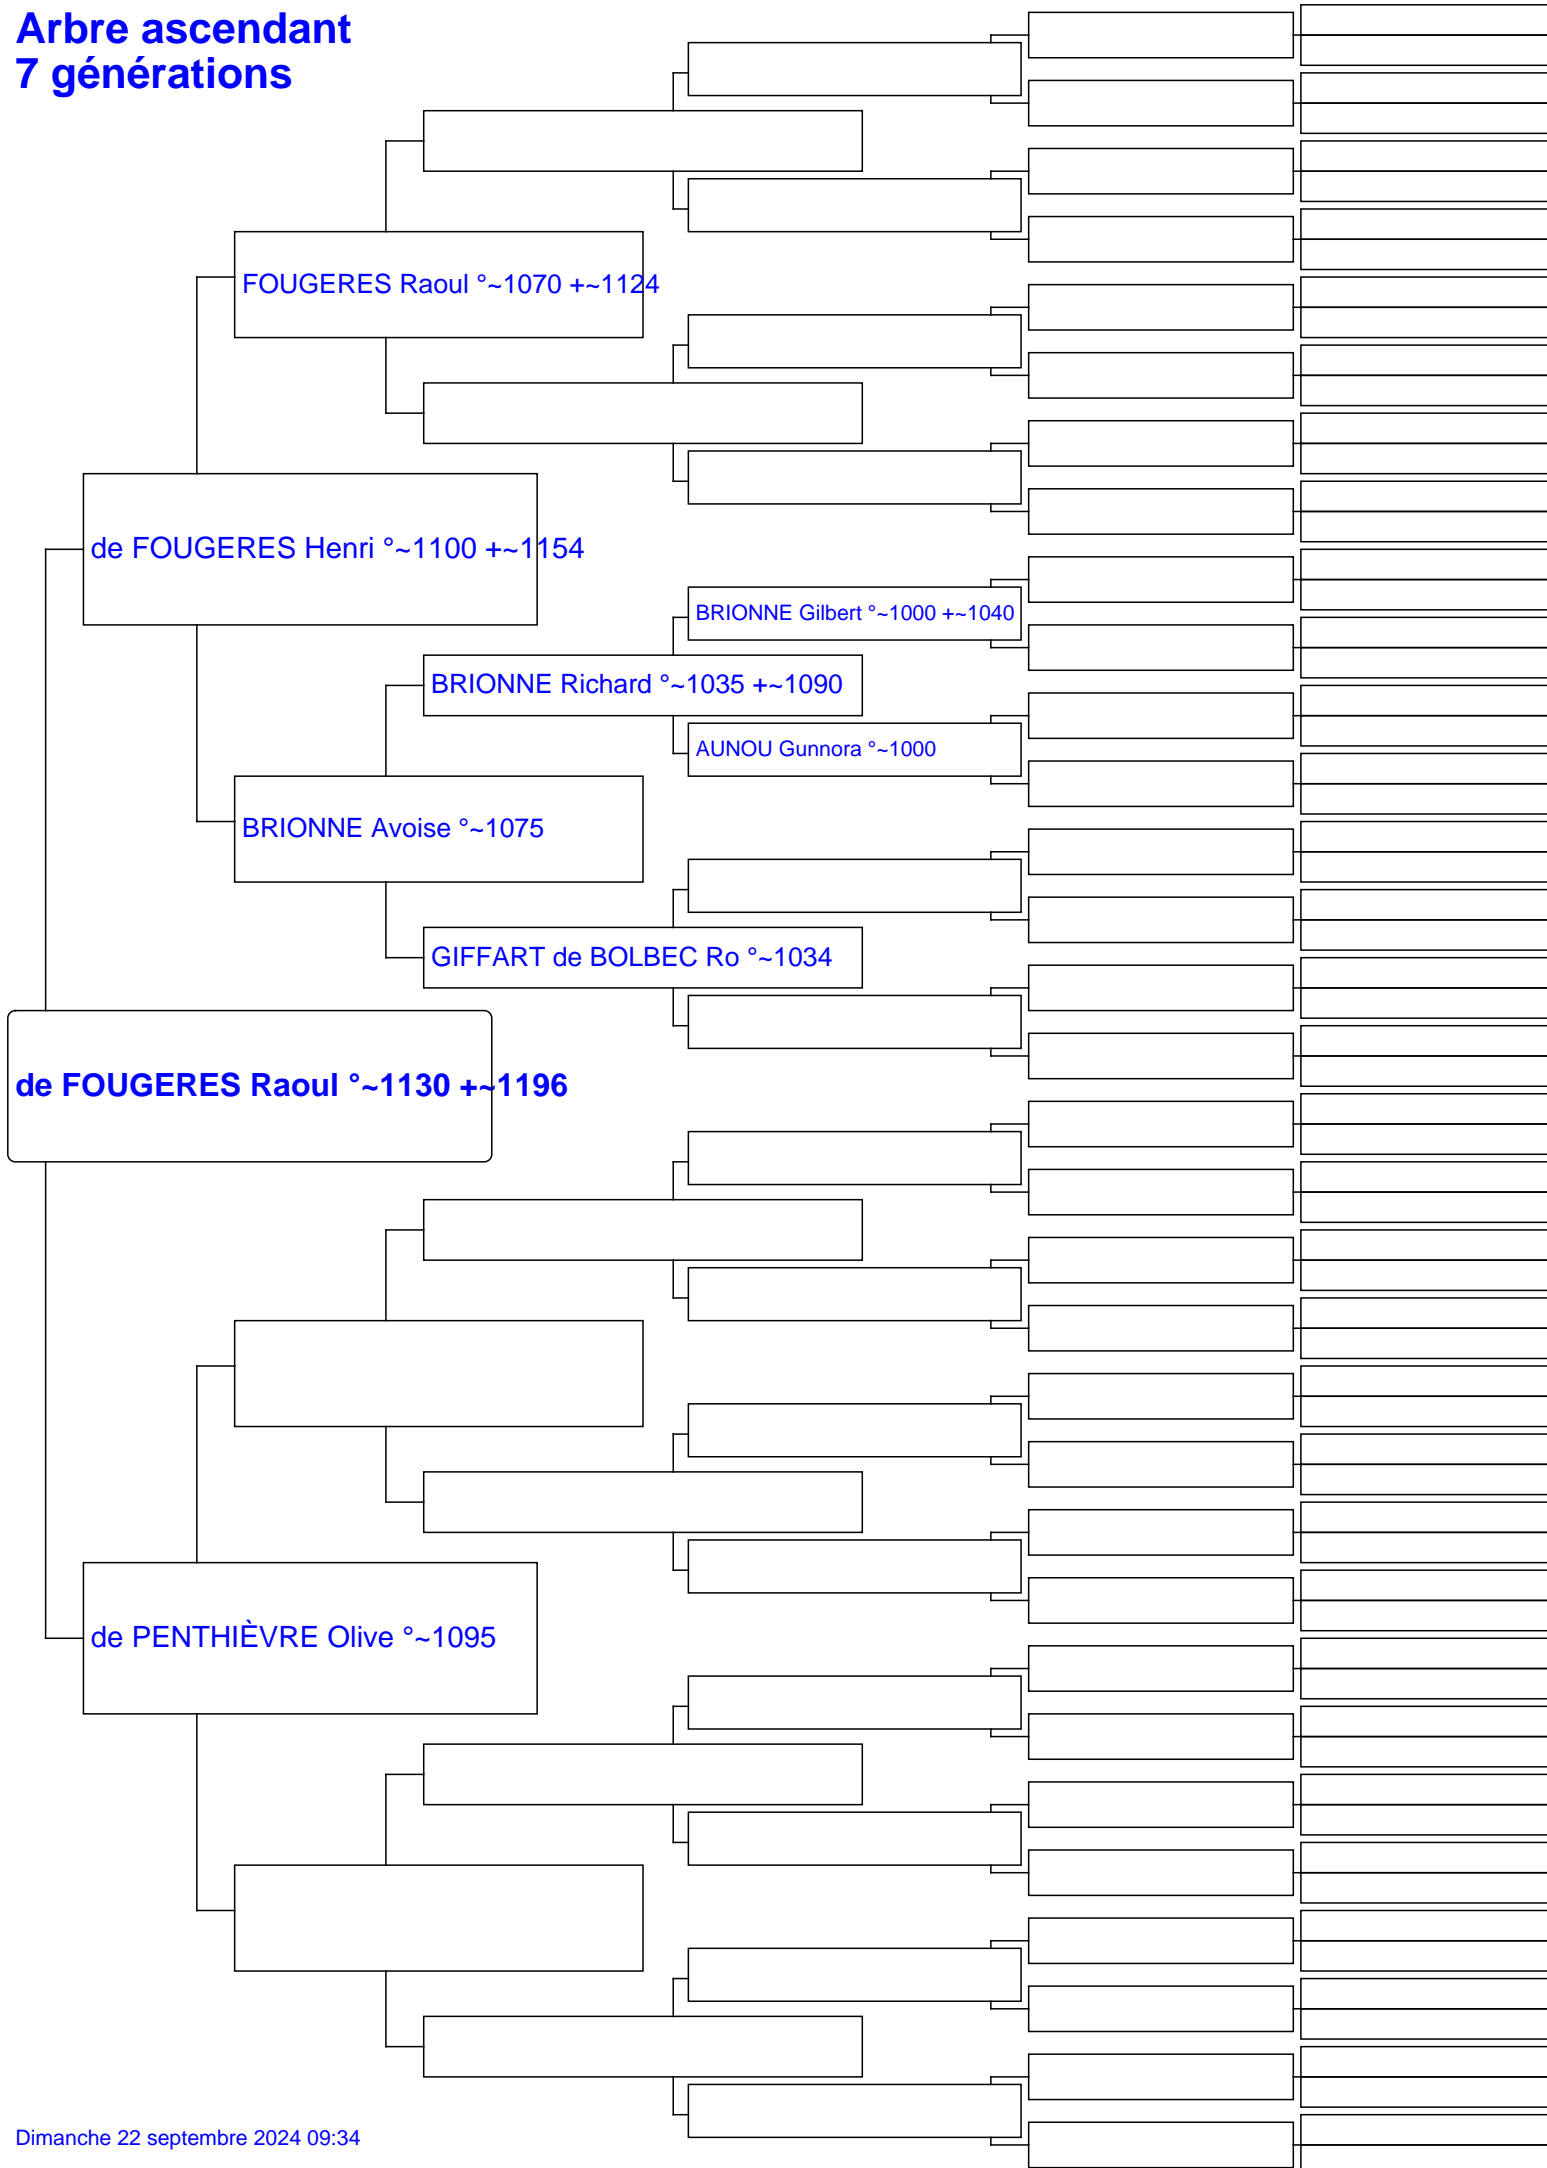 Arbre ascendant
7 générations
FOUGERES Raoul °~1070 +~1124
de FOUGERES Henri °~1100 +~1154
BRIONNE Gilbert °~1000 +~1040
BRIONNE Richard °~1035 +~1090
AUNOU Gunnora °~1000
BRIONNE Avoise °~1075
GIFFART de BOLBEC Ro °~1034
de FOUGERES Raoul °~1130 +~1196
de PENTHIÈVRE Olive °~1095
Dimanche 22 septembre 2024 09:34